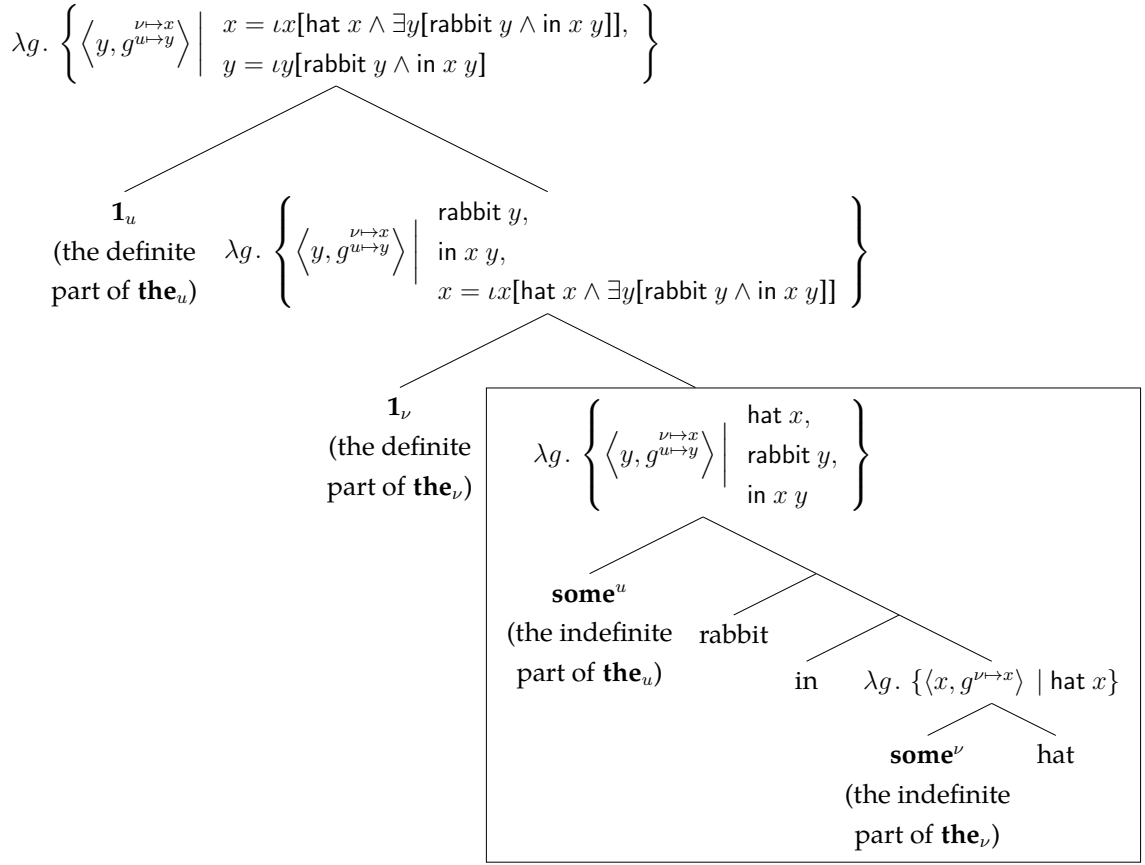 λg. { ⟨y, g^{ν↦x}_{u↦y}⟩ | x = ιx[hat x ∧ ∃y[rabbit y ∧ in x y]],
y = ιy[rabbit y ∧ in x y] }
1_u
(the definite
part of the_u)
λg. { ⟨y, g^{ν↦x}_{u↦y}⟩ | rabbit y,
in x y,
x = ιx[hat x ∧ ∃y[rabbit y ∧ in x y]] }
1_ν
(the definite
part of the_ν)
λg. { ⟨y, g^{ν↦x}_{u↦y}⟩ | hat x,
rabbit y,
in x y }
some^u
(the indefinite
part of the_u)
rabbit
in
λg. {⟨x, g^{ν↦x}⟩ | hat x}
some^ν
(the indefinite
part of the_ν)
hat